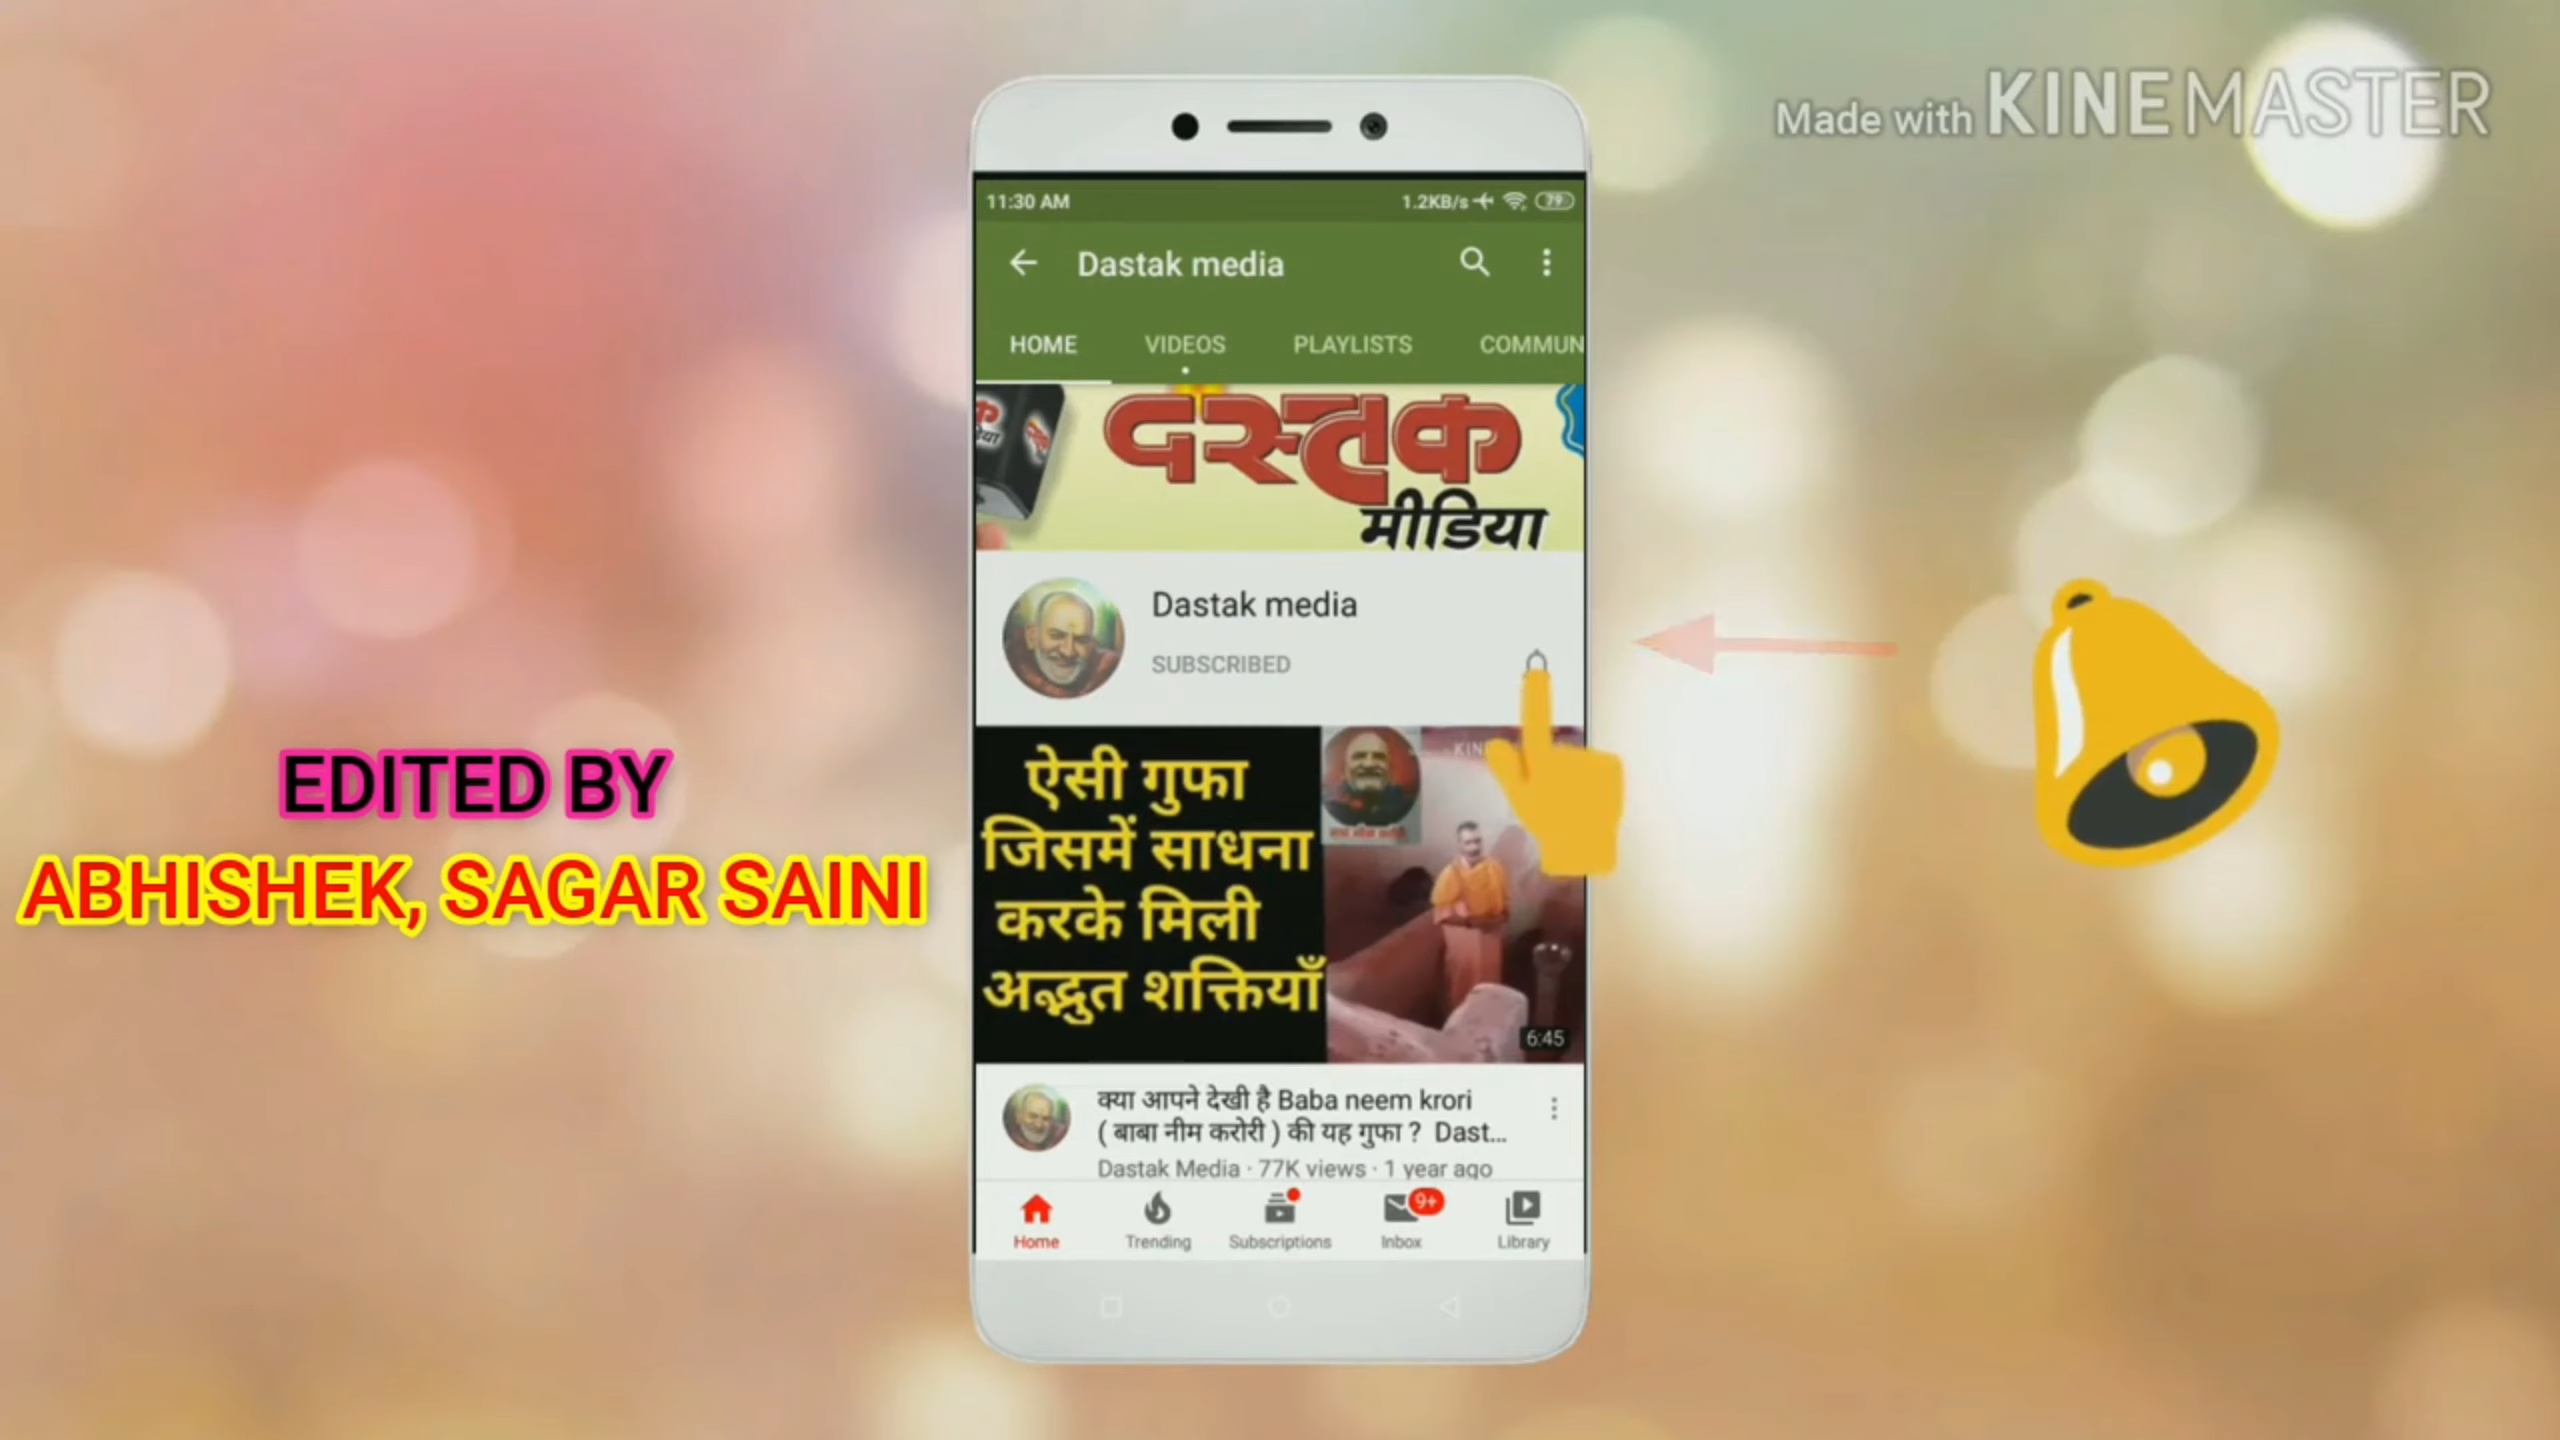 Made with KINEMASTER
11:30 AM
1.2KB/s
79
Dastak media
HOME VIDEOS PLAYLISTS COMMUN
दस्तक
मीडिया
Dastak media
SUBSCRIBED
ऐसी गुफा
जिसमें साधना
करके मिली
अद्भुत शक्तियाँ
KIN
6:45
क्या आपने देखी है Baba neem krori
( बाबा नीम करोरी ) की यह गुफा ? Dast...
Dastak Media · 77K views · 1 year ago
Home Trending Subscriptions Inbox Library
9+
EDITED BY
ABHISHEK, SAGAR SAINI